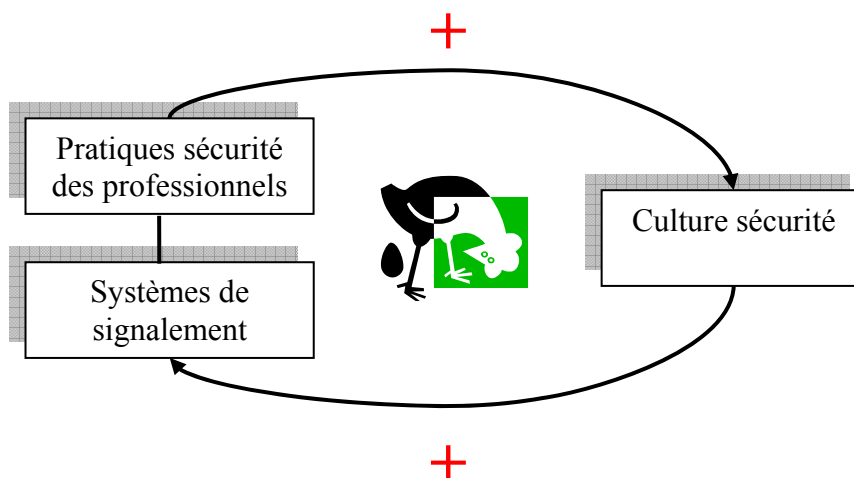 +
Pratiques sécurité
des professionnels
Culture sécurité
Systèmes de
signalement
+